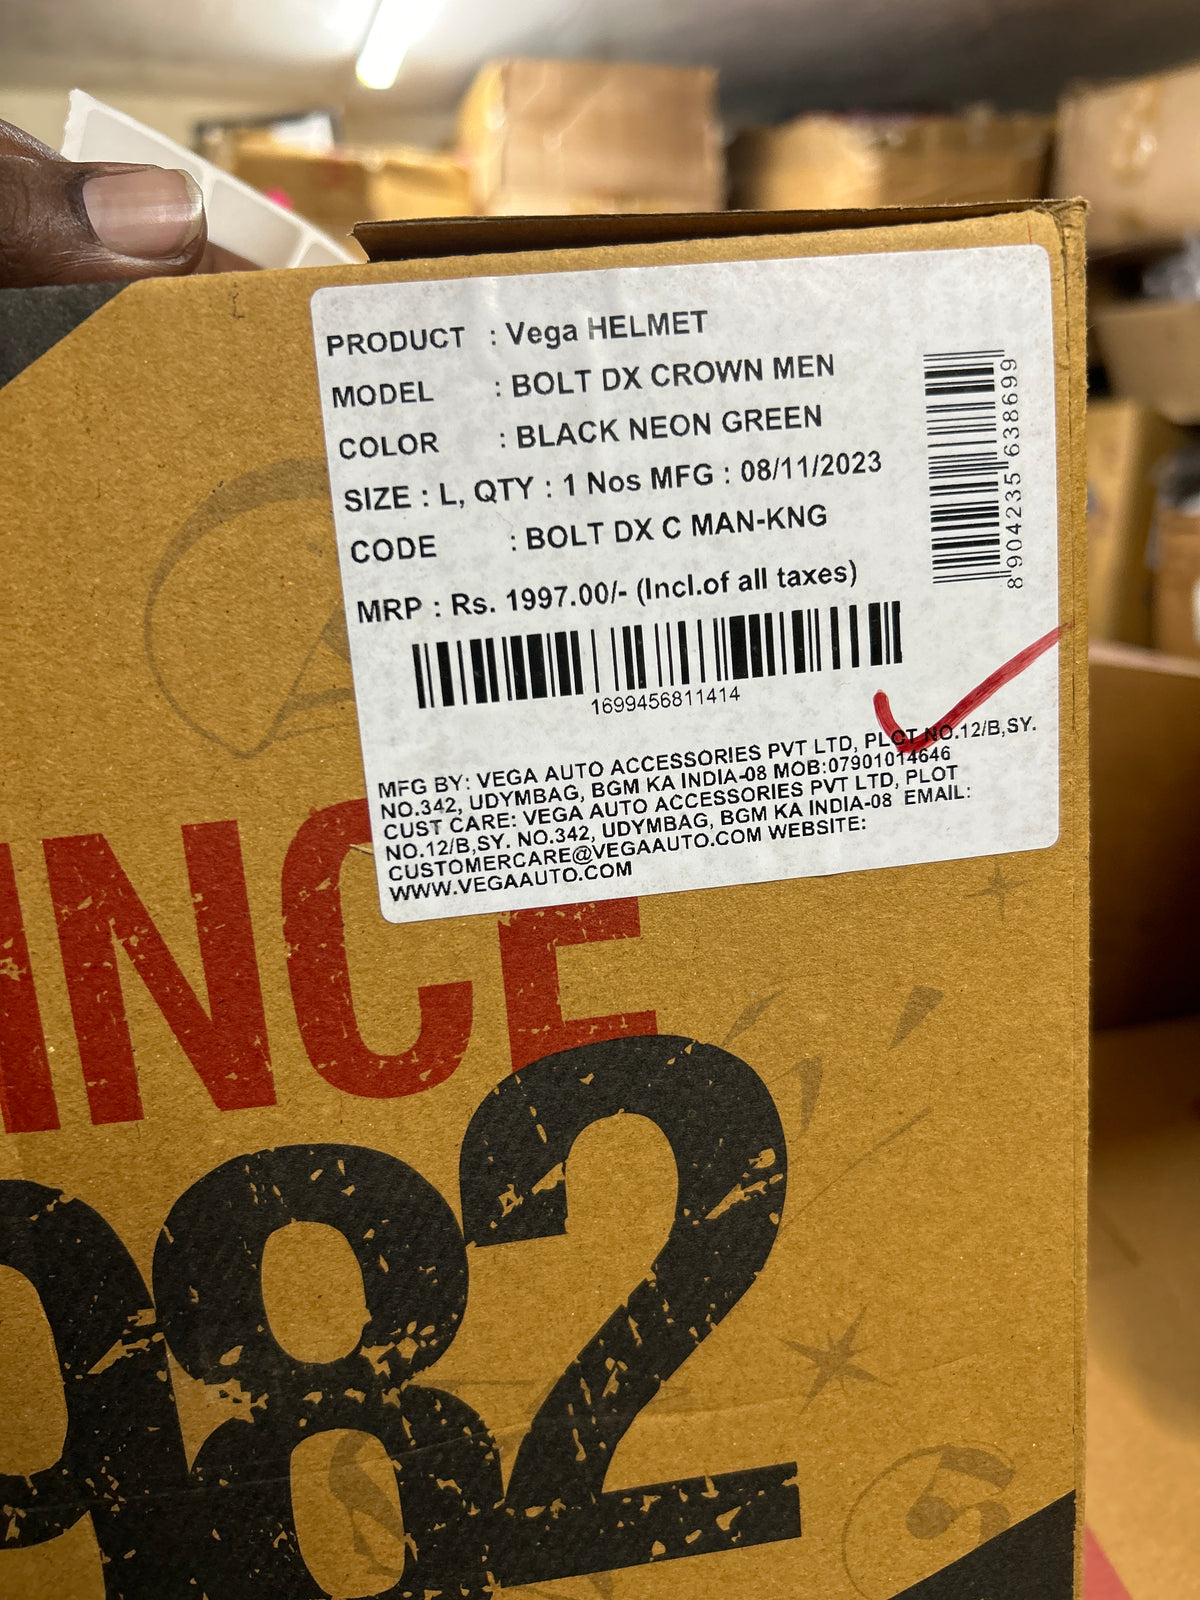 PRODUCT : Vega HELMET
MODEL : BOLT DX CROWN MEN
COLOR : BLACK NEON GREEN
SIZE : L, QTY : 1 Nos MFG : 08/11/2023
CODE : BOLT DX C MAN-KNG
MRP : Rs. 1997.00/- (Incl.of all taxes)
1699456811414
8904235638699
MFG BY: VEGA AUTO ACCESSORIES PVT LTD, PLOT NO.12/B,SY.
NO.342, UDYMBAG, BGM KA INDIA-08 MOB:07901014646
CUST CARE: VEGA AUTO ACCESSORIES PVT LTD, PLOT
NO.12/B,SY. NO.342, UDYMBAG, BGM KA INDIA-08 EMAIL:
CUSTOMERCARE@VEGAAUTO.COM WEBSITE:
WWW.VEGAAUTO.COM
INCE
982